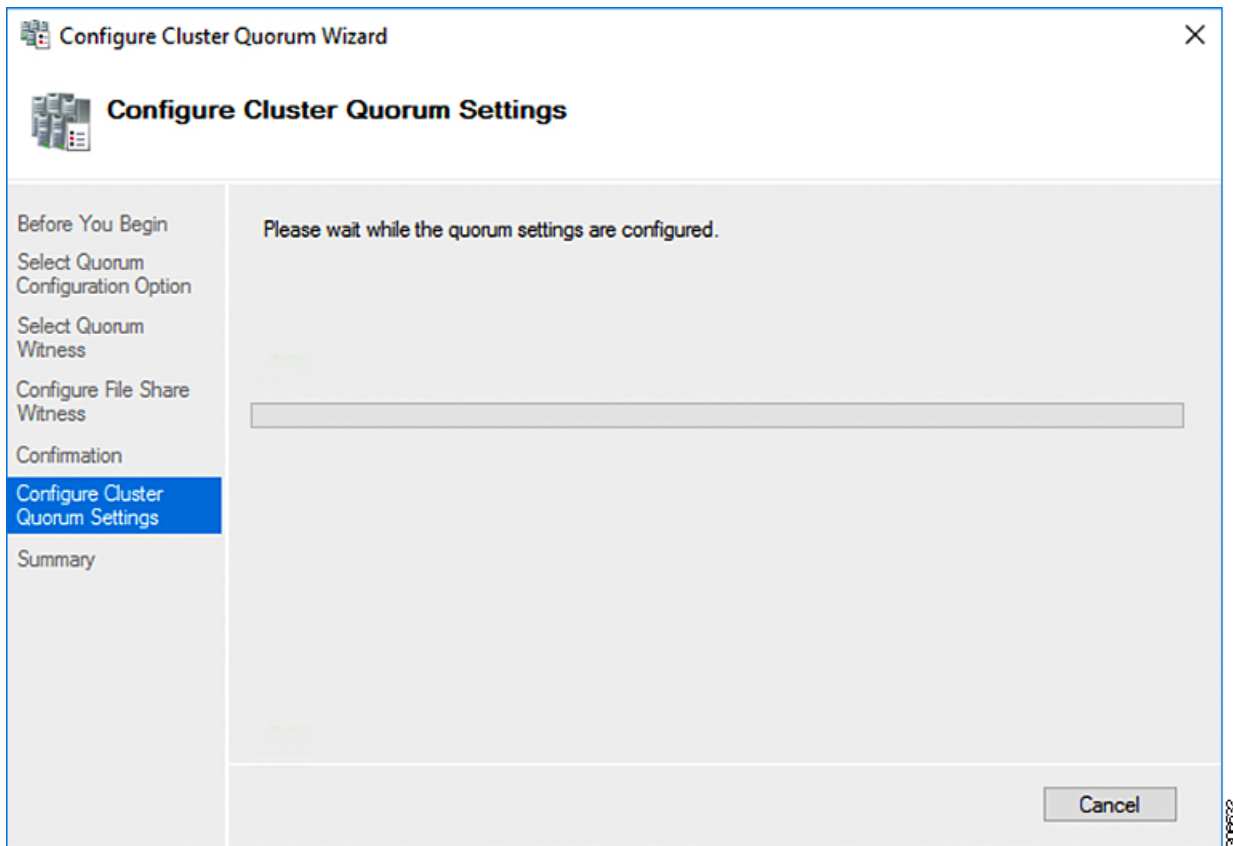 Configure Cluster Quorum Wizard
Configure Cluster Quorum Settings
Before You Begin
Select Quorum
Configuration Option
Select Quorum
Witness
Configure File Share
Witness
Confirmation
Configure Cluster
Quorum Settings
Summary
Please wait while the quorum settings are configured.
Cancel